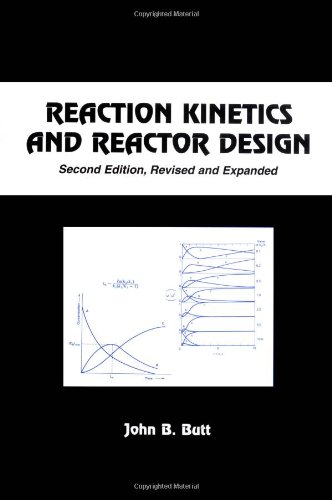 REACTION KINETICS
AND REACTOR DESIGN
Second Edition, Revised and Expanded
John B. Butt